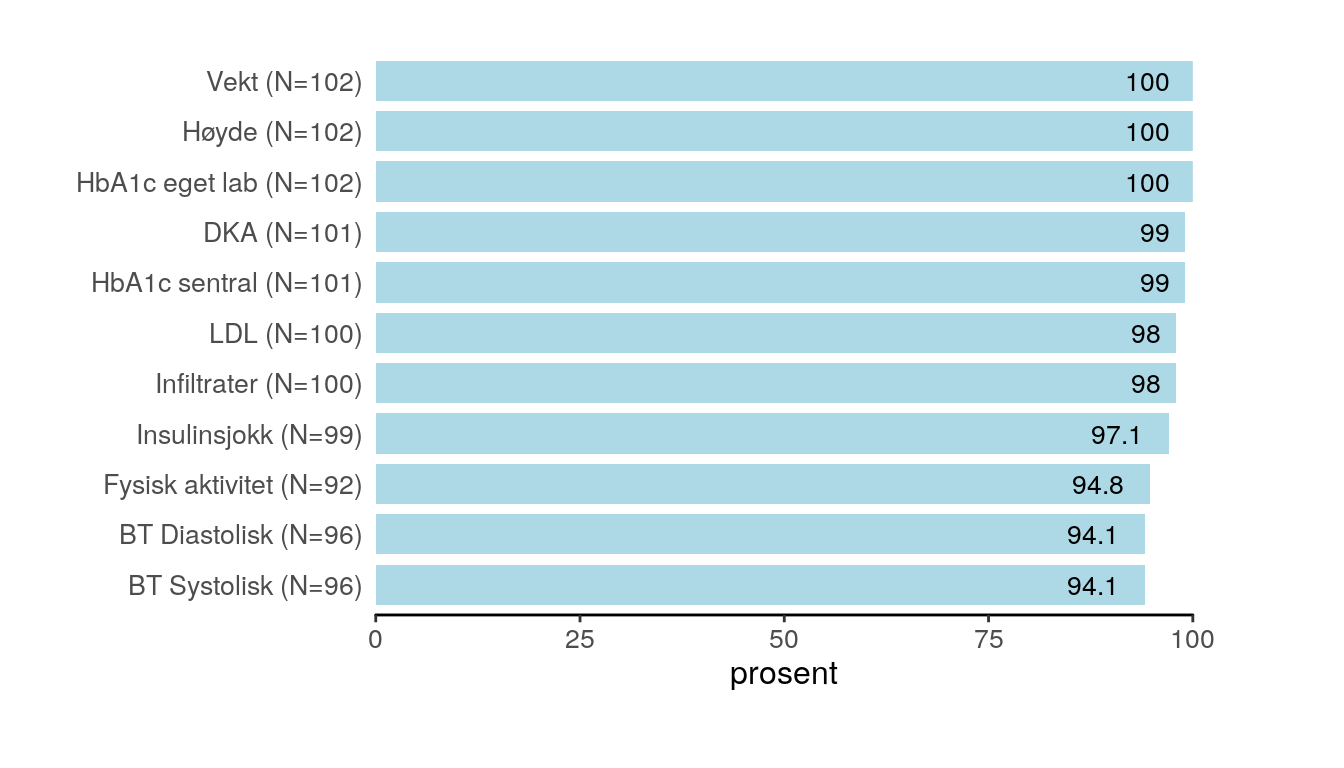 Vekt (N=102) 100
Høyde (N=102) 100
HbA1c eget lab (N=102) 100
DKA (N=101) 99
HbA1c sentral (N=101) 99
LDL (N=100) 98
Infiltrater (N=100) 98
Insulinsjokk (N=99) 97.1
Fysisk aktivitet (N=92) 94.8
BT Diastolisk (N=96) 94.1
BT Systolisk (N=96) 94.1
0 25 50 75 100
prosent